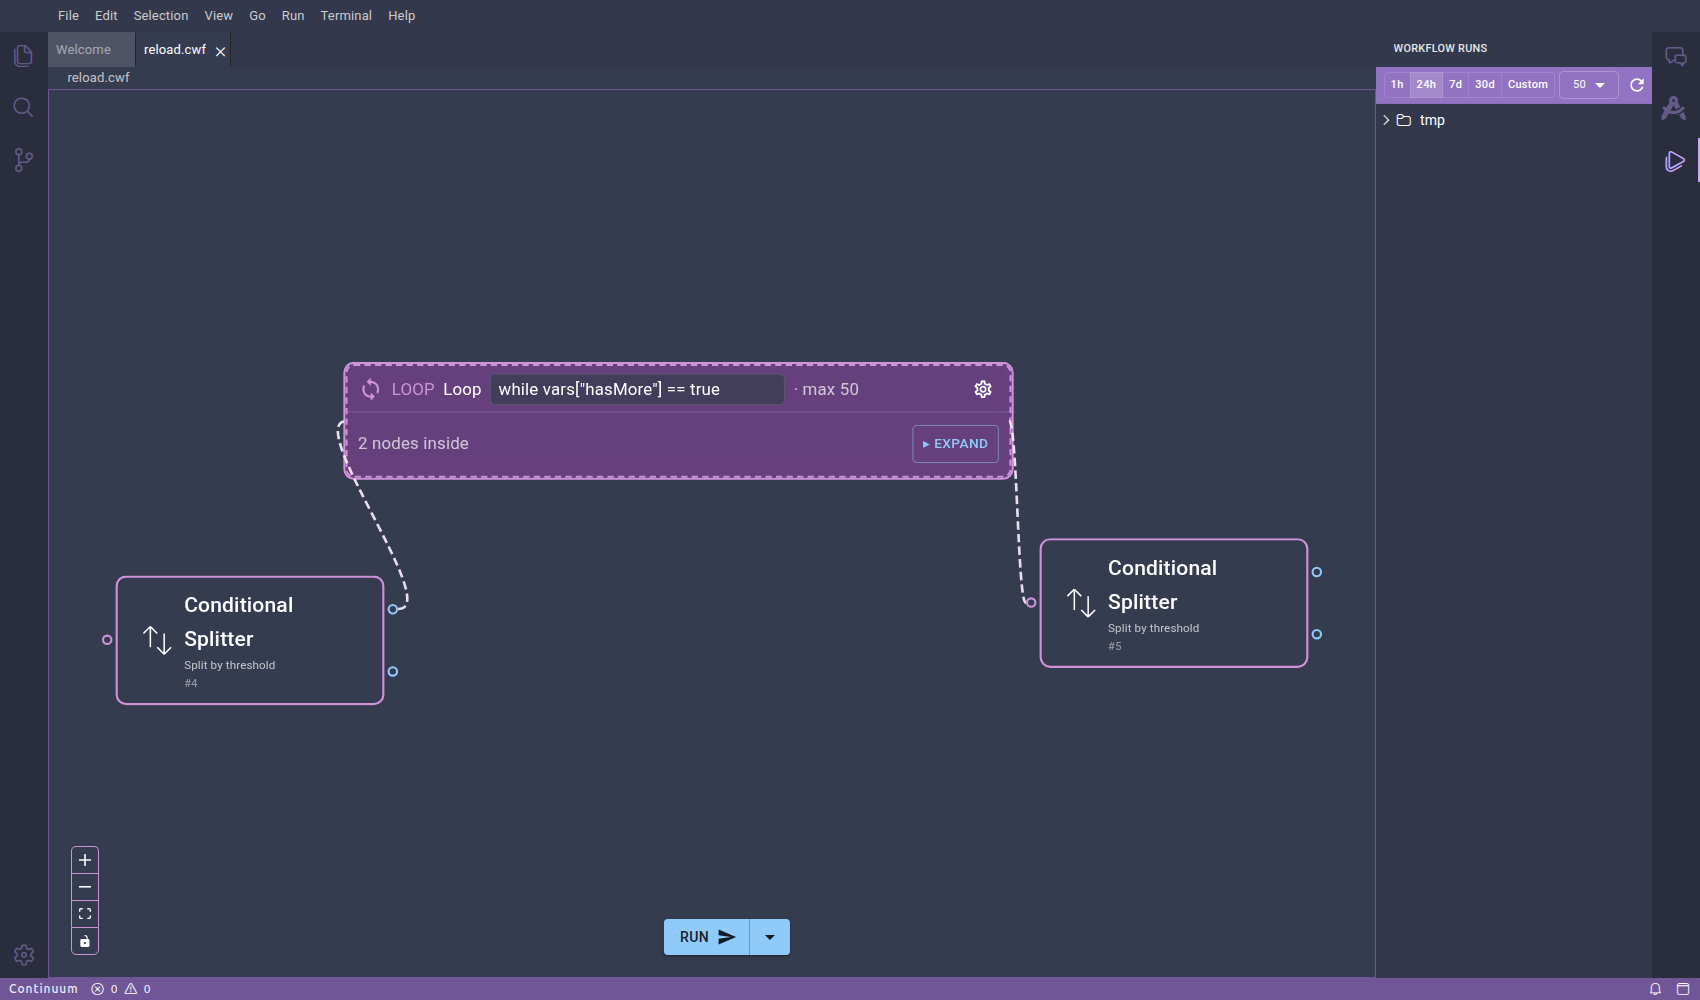 File Edit Selection View Go Run Terminal Help
Welcome
reload.cwf
reload.cwf
WORKFLOW RUNS
1h 24h 7d 30d Custom 50
tmp
LOOP Loop while vars["hasMore"] == true · max 50
2 nodes inside
▸ EXPAND
Conditional
Splitter
Split by threshold
#4
Conditional
Splitter
Split by threshold
#5
RUN
Continuum 0 0